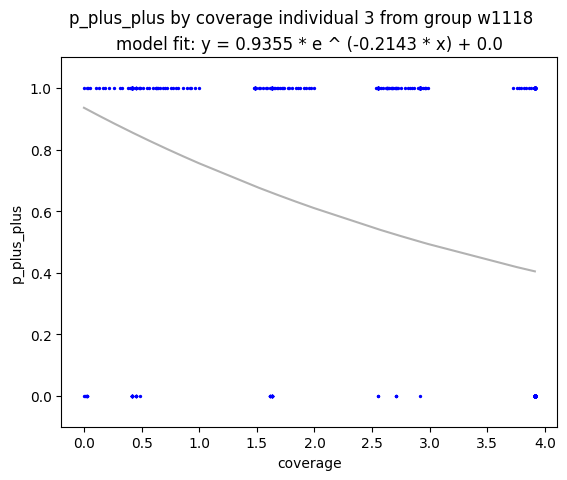 p_plus_plus by coverage individual 3 from group w1118
model fit: y = 0.9355 * e ^ (-0.2143 * x) + 0.0
1.0
0.8
0.6
0.4
0.2
0.0
p_plus_plus
0.0 0.5 1.0 1.5 2.0 2.5 3.0 3.5 4.0
coverage